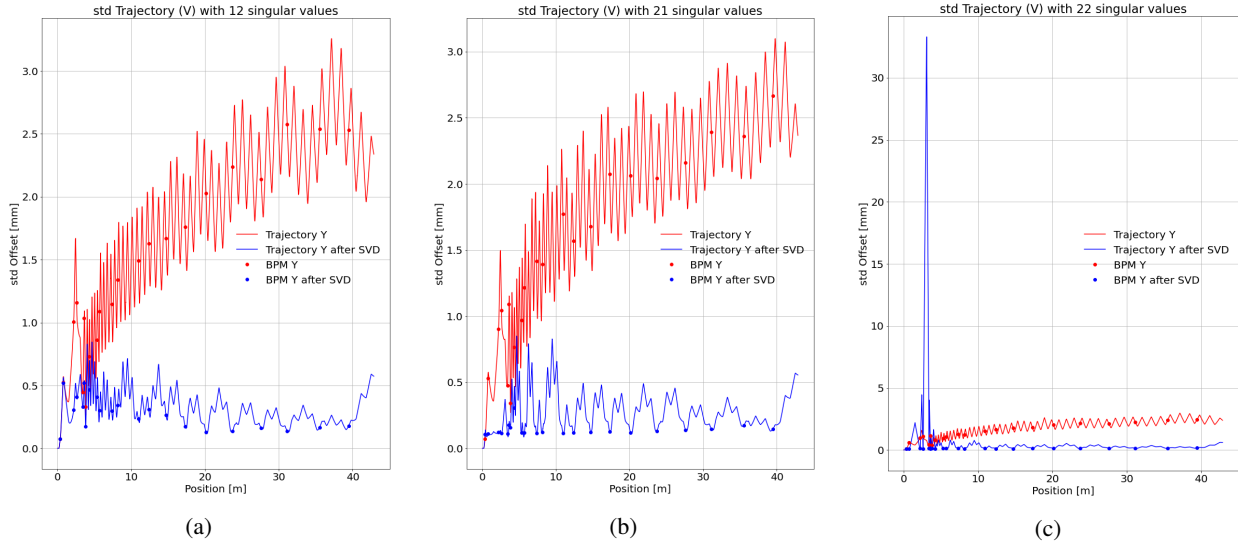 std Trajectory (V) with 12 singular values
std Offset [mm]
3.0
2.5
2.0
1.5
1.0
0.5
0.0
Trajectory Y
Trajectory Y after SVD
BPM Y
BPM Y after SVD
0 10 20 30 40
Position [m]
(a)
std Trajectory (V) with 21 singular values
std Offset [mm]
3.0
2.5
2.0
1.5
1.0
0.5
0.0
Trajectory Y
Trajectory Y after SVD
BPM Y
BPM Y after SVD
0 10 20 30 40
Position [m]
(b)
std Trajectory (V) with 22 singular values
std Offset [mm]
30
25
20
15
10
5
0
Trajectory Y
Trajectory Y after SVD
BPM Y
BPM Y after SVD
0 10 20 30 40
Position [m]
(c)